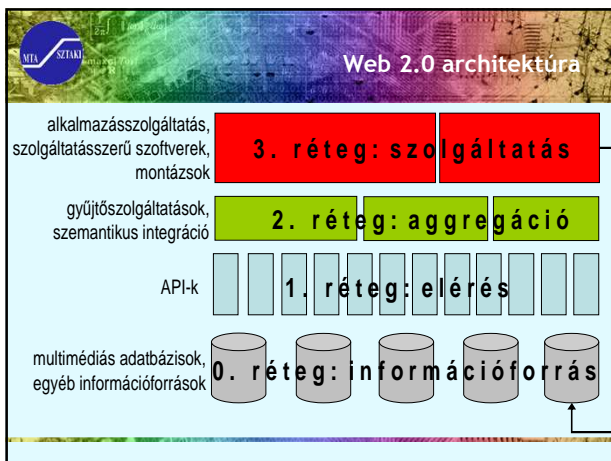 MTA SZTAKI
Web 2.0 architektúra
alkalmazásszolgáltatás,
szolgáltatásszerű szoftverek,
montázsok
3. réteg: szolgáltatás
gyűjtőszolgáltatások,
szemantikus integráció
2. réteg: aggregáció
API-k
1. réteg: elérés
multimédiás adatbázisok,
egyéb információforrások
0. réteg: információforrás